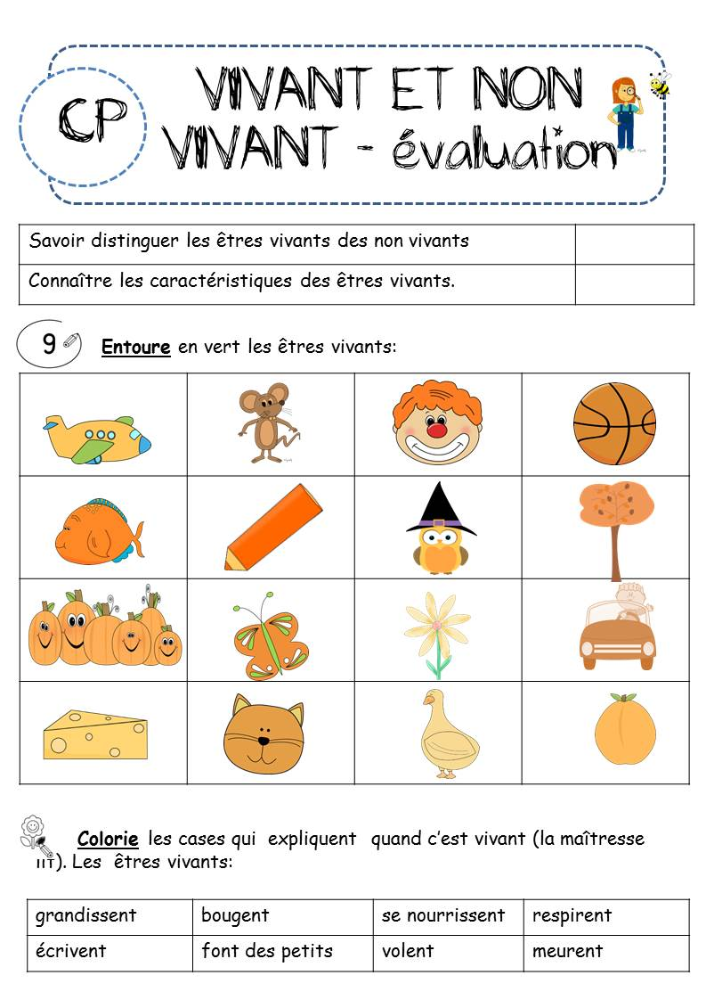 CP
VIVANT ET NON
VIVANT - évaluation
Savoir distinguer les êtres vivants des non vivants
Connaître les caractéristiques des êtres vivants.
9 Entoure en vert les êtres vivants:
Colorie les cases qui expliquent quand c'est vivant (la maîtresse
lit). Les êtres vivants:
grandissent bougent se nourrissent respirent
écrivent font des petits volent meurent